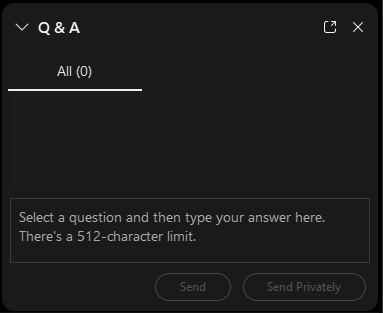 Q & A
All (0)
Select a question and then type your answer here.
There's a 512-character limit.
Send
Send Privately